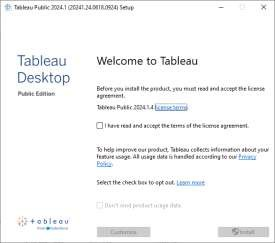 Tableau Public 2024.1 (20241.24.0618.0924) Setup
Tableau
Desktop
Public Edition
Welcome to Tableau
Before you install the product, you must read and accept the license
agreement.
Tableau Public 2024.1.4 license terms.
I have read and accept the terms of the license agreement.
To help improve our product, Tableau collects information about your
feature usage. All usage data is handled according to our Privacy
Policy.
Select the check box to opt out. Learn more
Don't send product usage data
tableau
from Salesforce
Customize
Install